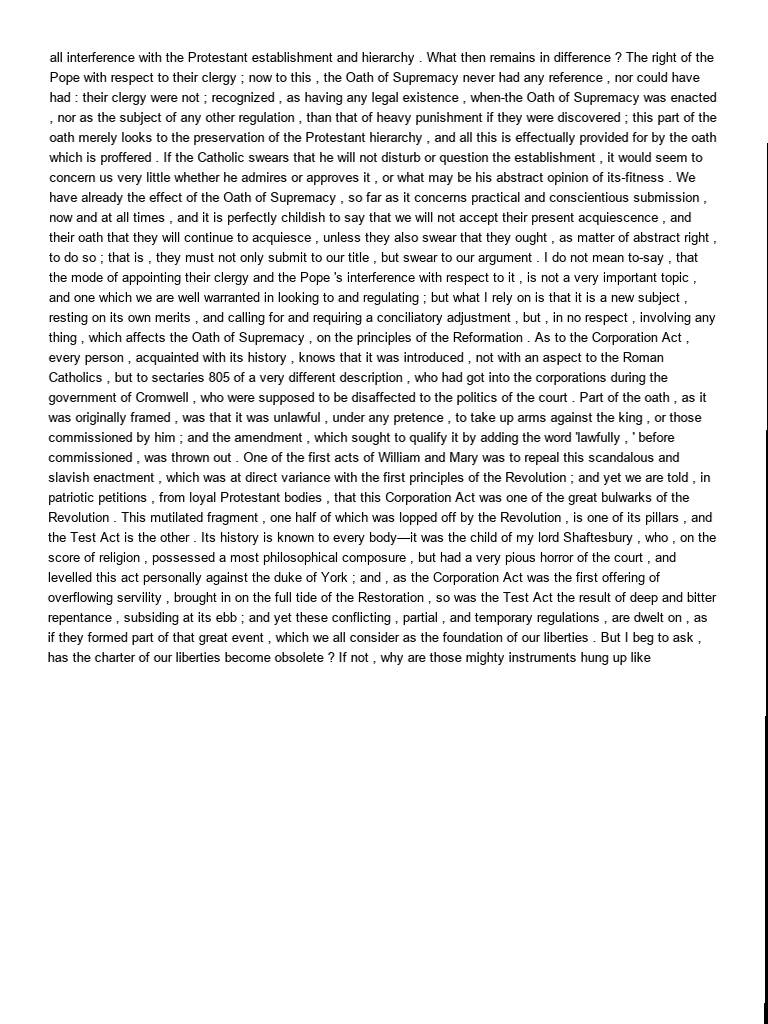 all interference with the Protestant establishment and hierarchy . What then remains in difference ? The right of the
Pope with respect to their clergy ; now to this , the Oath of Supremacy never had any reference , nor could have
had : their clergy were not ; recognized , as having any legal existence , when-the Oath of Supremacy was enacted
, nor as the subject of any other regulation , than that of heavy punishment if they were discovered ; this part of the
oath merely looks to the preservation of the Protestant hierarchy , and all this is effectually provided for by the oath
which is proffered . If the Catholic swears that he will not disturb or question the establishment , it would seem to
concern us very little whether he admires or approves it , or what may be his abstract opinion of its-fitness . We
have already the effect of the Oath of Supremacy , so far as it concerns practical and conscientious submission ,
now and at all times , and it is perfectly childish to say that we will not accept their present acquiescence , and
their oath that they will continue to acquiesce , unless they also swear that they ought , as matter of abstract right ,
to do so ; that is , they must not only submit to our title , but swear to our argument . I do not mean to-say , that
the mode of appointing their clergy and the Pope 's interference with respect to it , is not a very important topic ,
and one which we are well warranted in looking to and regulating ; but what I rely on is that it is a new subject ,
resting on its own merits , and calling for and requiring a conciliatory adjustment , but , in no respect , involving any
thing , which affects the Oath of Supremacy , on the principles of the Reformation . As to the Corporation Act ,
every person , acquainted with its history , knows that it was introduced , not with an aspect to the Roman
Catholics , but to sectaries 805 of a very different description , who had got into the corporations during the
government of Cromwell , who were supposed to be disaffected to the politics of the court . Part of the oath , as it
was originally framed , was that it was unlawful , under any pretence , to take up arms against the king , or those
commissioned by him ; and the amendment , which sought to qualify it by adding the word 'lawfully , ' before
commissioned , was thrown out . One of the first acts of William and Mary was to repeal this scandalous and
slavish enactment , which was at direct variance with the first principles of the Revolution ; and yet we are told , in
patriotic petitions , from loyal Protestant bodies , that this Corporation Act was one of the great bulwarks of the
Revolution . This mutilated fragment , one half of which was lopped off by the Revolution , is one of its pillars , and
the Test Act is the other . Its history is known to every body—it was the child of my lord Shaftesbury , who , on the
score of religion , possessed a most philosophical composure , but had a very pious horror of the court , and
levelled this act personally against the duke of York ; and , as the Corporation Act was the first offering of
overflowing servility , brought in on the full tide of the Restoration , so was the Test Act the result of deep and bitter
repentance , subsiding at its ebb ; and yet these conflicting , partial , and temporary regulations , are dwelt on , as
if they formed part of that great event , which we all consider as the foundation of our liberties . But I beg to ask ,
has the charter of our liberties become obsolete ? If not , why are those mighty instruments hung up like